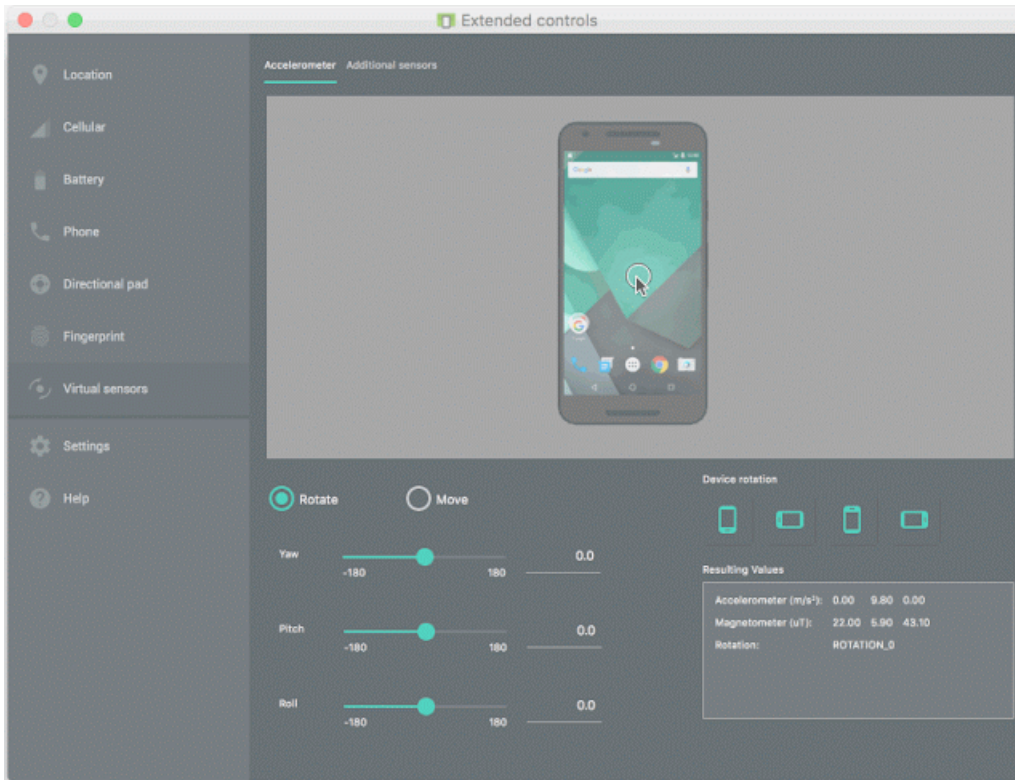 Extended controls
Location
Cellular
Battery
Phone
Directional pad
Fingerprint
Virtual sensors
Settings
Help
Accelerometer Additional sensors
Google
Rotate Move
Yaw 0.0
-180 180
Pitch 0.0
-180 180
Roll 0.0
-180 180
Device rotation
Resulting Values
Accelerometer (m/s²): 0.00 9.80 0.00
Magnetometer (uT): 22.00 5.90 43.10
Rotation: ROTATION_0